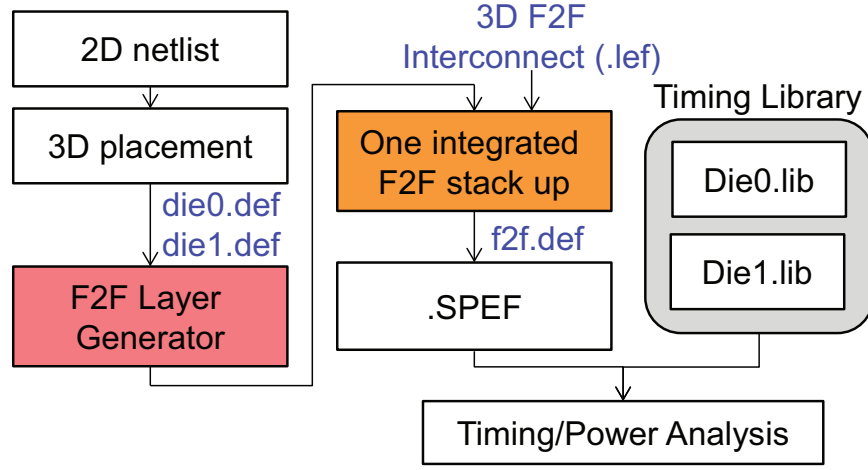 2D netlist
3D placement
die0.def
die1.def
F2F Layer
Generator
3D F2F
Interconnect (.lef)
One integrated
F2F stack up
f2f.def
.SPEF
Timing Library
Die0.lib
Die1.lib
Timing/Power Analysis